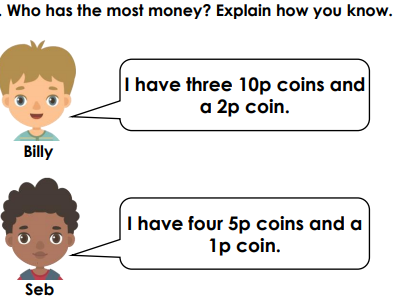 . Who has the most money? Explain how you know.
I have three 10p coins and
a 2p coin.
Billy
I have four 5p coins and a
1p coin.
Seb